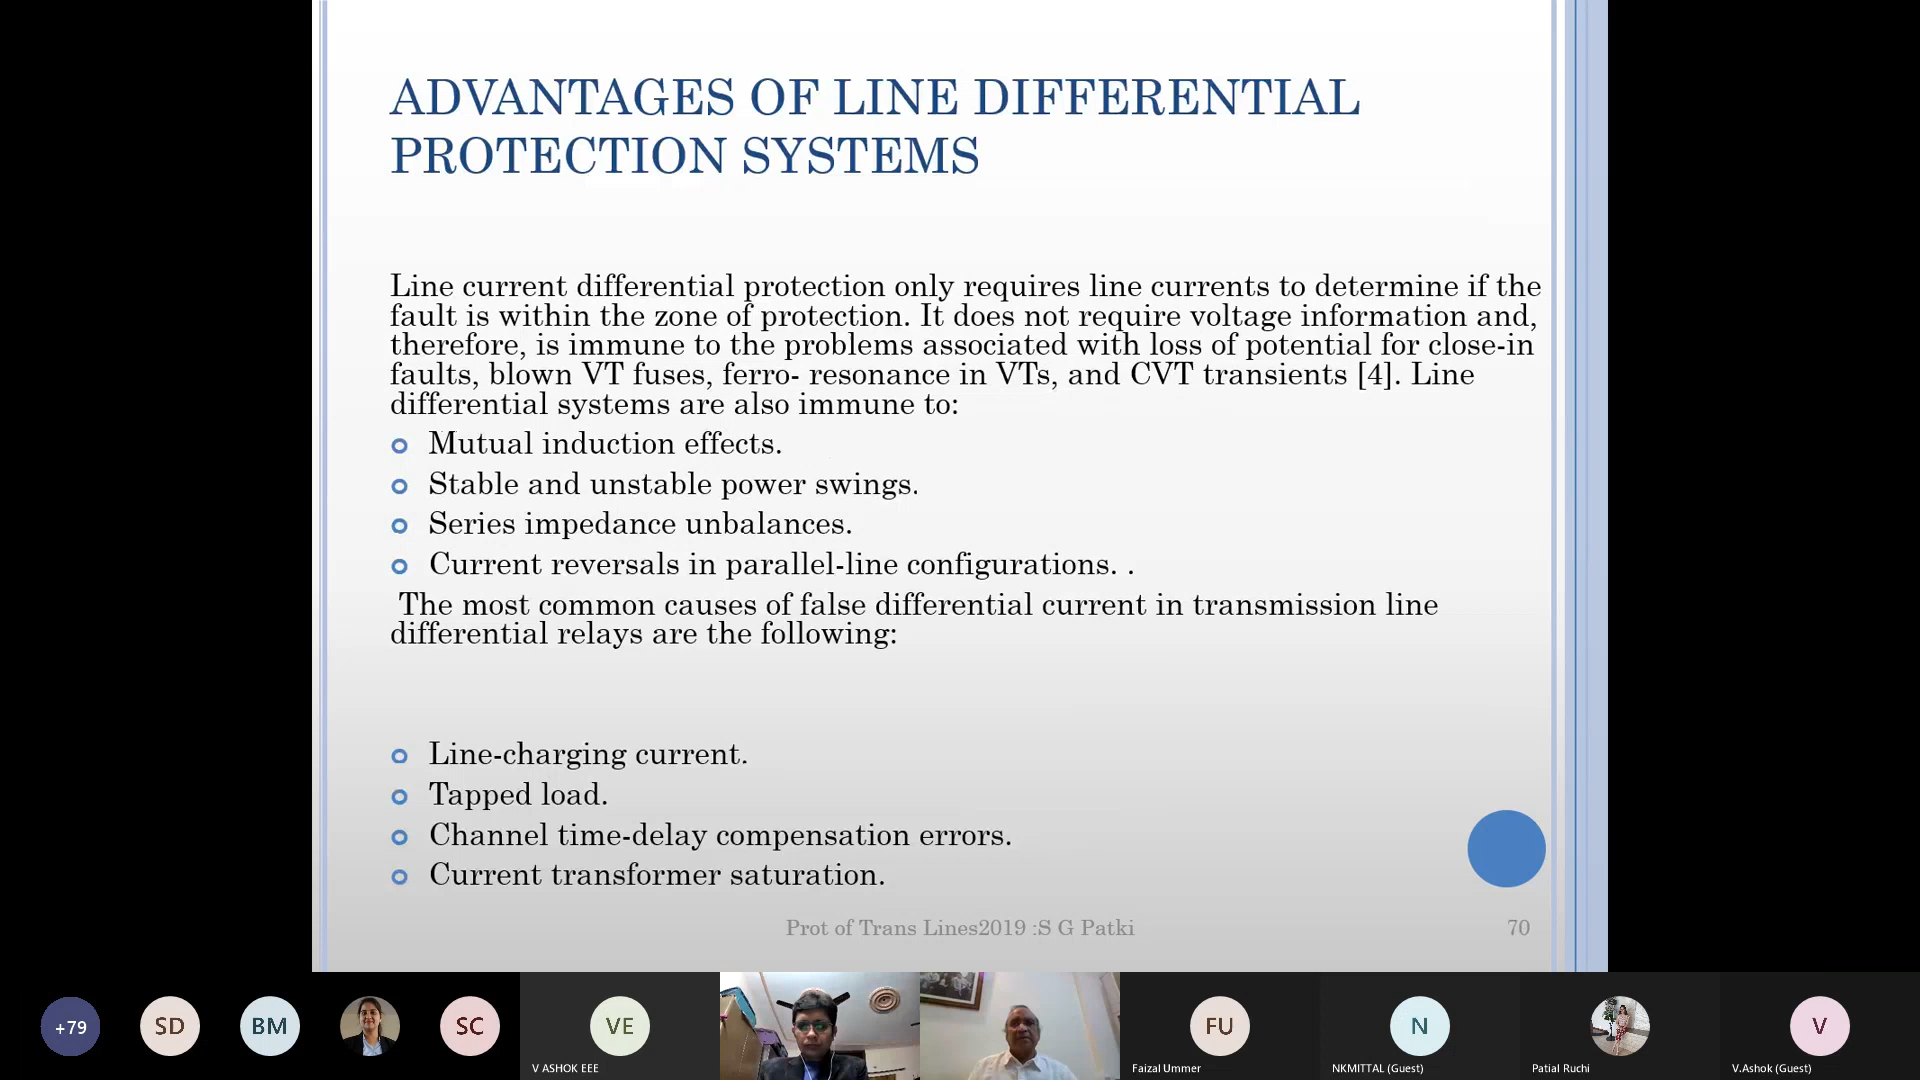 ADVANTAGES OF LINE DIFFERENTIAL
PROTECTION SYSTEMS
Line current differential protection only requires line currents to determine if the
fault is within the zone of protection. It does not require voltage information and,
therefore, is immune to the problems associated with loss of potential for close-in
faults, blown VT fuses, ferro- resonance in VTs, and CVT transients [4]. Line
differential systems are also immune to:
Mutual induction effects.
Stable and unstable power swings.
Series impedance unbalances.
Current reversals in parallel-line configurations. .
The most common causes of false differential current in transmission line
differential relays are the following:
Line-charging current.
Tapped load.
Channel time-delay compensation errors.
Current transformer saturation.
Prot of Trans Lines2019 :S G Patki
70
+79
SD
BM
SC
VE
V ASHOK EEE
FU
Faizal Ummer
N
NKMITTAL (Guest)
Patial Ruchi
V
V.Ashok (Guest)